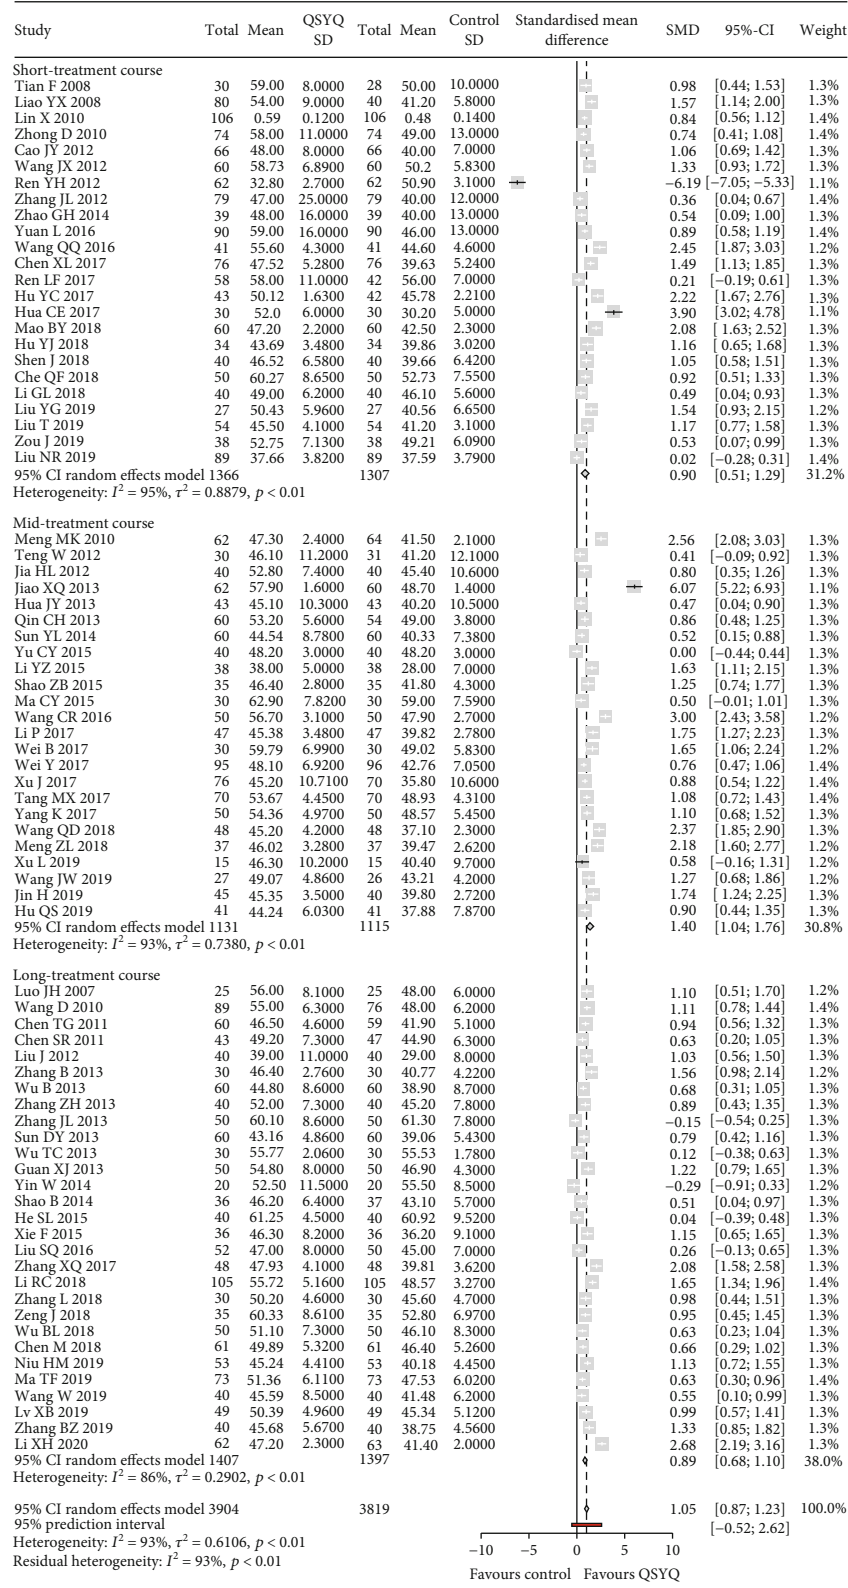 Study Total Mean QSYQ SD Total Mean Control SD Standardised mean difference SMD 95%-CI Weight
Short-treatment course
Tian F 2008 30 59.00 8.0000 28 50.00 10.0000 0.98 [0.44; 1.53] 1.3%
Liao YX 2008 80 54.00 9.0000 40 41.20 5.8000 1.57 [1.14; 2.00] 1.3%
Lin X 2010 106 0.59 0.1200 106 0.48 0.1400 0.84 [0.56; 1.12] 1.4%
Zhong D 2010 74 58.00 11.0000 74 49.00 13.0000 0.74 [0.41; 1.08] 1.4%
Cao JY 2012 66 48.00 8.0000 66 40.00 7.0000 1.06 [0.69; 1.42] 1.3%
Wang JX 2012 60 58.73 6.8900 60 50.2 5.8300 1.33 [0.93; 1.72] 1.3%
Ren YH 2012 62 32.80 2.7000 62 50.90 3.1000 −6.19 [−7.05; −5.33] 1.1%
Zhang JL 2012 79 47.00 25.0000 79 40.00 12.0000 0.36 [0.04; 0.67] 1.4%
Zhao GH 2014 39 48.00 16.0000 39 40.00 13.0000 0.54 [0.09; 1.00] 1.3%
Yuan L 2016 90 59.00 16.0000 90 46.00 13.0000 0.89 [0.58; 1.19] 1.4%
Wang QQ 2016 41 55.60 4.3000 41 44.60 4.6000 2.45 [1.87; 3.03] 1.2%
Chen XL 2017 76 47.52 5.2800 76 39.63 5.2400 1.49 [1.13; 1.85] 1.3%
Ren LF 2017 58 58.00 11.0000 42 56.00 7.0000 0.21 [−0.19; 0.61] 1.3%
Hu YC 2017 43 50.12 1.6300 42 45.78 2.2100 2.22 [1.67; 2.76] 1.3%
Hua CE 2017 30 52.0 6.0000 30 30.20 5.0000 3.90 [3.02; 4.78] 1.1%
Mao BY 2018 60 47.20 2.2000 60 42.50 2.3000 2.08 [ 1.63; 2.52] 1.3%
Hu YJ 2018 34 43.69 3.4800 34 39.86 3.0200 1.16 [ 0.65; 1.68] 1.3%
Shen J 2018 40 46.52 6.5800 40 39.66 6.4200 1.05 [0.58; 1.51] 1.3%
Che QF 2018 50 60.27 8.6500 50 52.73 7.5500 0.92 [0.51; 1.33] 1.3%
Li GL 2018 40 49.00 6.2000 40 46.10 5.6000 0.49 [0.04; 0.93] 1.3%
Liu YG 2019 27 50.43 5.9600 27 40.56 6.6500 1.54 [0.93; 2.15] 1.2%
Liu T 2019 54 45.50 4.1000 54 41.20 3.1000 1.17 [0.77; 1.58] 1.3%
Zou J 2019 38 52.75 7.1300 38 49.21 6.0900 0.53 [0.07; 0.99] 1.3%
Liu NR 2019 89 37.66 3.8200 89 37.59 3.7900 0.02 [−0.28; 0.31] 1.4%
95% CI random effects model 1366 1307 0.90 [0.51; 1.29] 31.2%
Heterogeneity: I² = 95%, τ² = 0.8879, p < 0.01
Mid-treatment course
Meng MK 2010 62 47.30 2.4000 64 41.50 2.1000 2.56 [2.08; 3.03] 1.3%
Teng W 2012 30 46.10 11.2000 31 41.20 12.1000 0.41 [−0.09; 0.92] 1.3%
Jia HL 2012 40 52.80 7.4000 40 45.40 10.6000 0.80 [0.35; 1.26] 1.3%
Jiao XQ 2013 62 57.90 1.6000 60 48.70 1.4000 6.07 [5.22; 6.93] 1.1%
Hua JY 2013 43 45.10 10.3000 43 40.20 10.5000 0.47 [0.04; 0.90] 1.3%
Qin CH 2013 60 53.20 5.6000 54 49.00 3.8000 0.86 [0.48; 1.25] 1.3%
Sun YL 2014 60 44.54 8.7800 60 40.33 7.3800 0.52 [0.15; 0.88] 1.3%
Yu CY 2015 40 48.20 3.0000 40 48.20 3.0000 0.00 [−0.44; 0.44] 1.3%
Li YZ 2015 38 38.00 5.0000 38 28.00 7.0000 1.63 [1.11; 2.15] 1.3%
Shao ZB 2015 35 46.40 2.8000 35 41.80 4.3000 1.25 [0.74; 1.77] 1.3%
Ma CY 2015 30 62.90 7.8200 30 59.00 7.5900 0.50 [−0.01; 1.01] 1.3%
Wang CR 2016 50 56.70 3.1000 50 47.90 2.7000 3.00 [2.43; 3.58] 1.2%
Li P 2017 47 45.38 3.4800 47 39.82 2.7800 1.75 [1.27; 2.23] 1.3%
Wei B 2017 30 59.79 6.9900 30 49.02 5.8300 1.65 [1.06; 2.24] 1.2%
Wei Y 2017 95 48.10 6.9200 96 42.76 7.0500 0.76 [0.47; 1.06] 1.4%
Xu J 2017 76 45.20 10.7100 70 35.80 10.6000 0.88 [0.54; 1.22] 1.4%
Tang MX 2017 70 53.67 4.4500 70 48.93 4.3100 1.08 [0.72; 1.43] 1.4%
Yang K 2017 50 54.36 4.9700 50 48.57 5.4500 1.10 [0.68; 1.52] 1.3%
Wang QD 2018 48 45.20 4.2000 48 37.10 2.3000 2.37 [1.85; 2.90] 1.2%
Meng ZL 2018 37 46.02 3.2800 37 39.47 2.6200 2.18 [1.60; 2.77] 1.2%
Xu L 2019 15 46.30 10.2000 15 40.40 9.7000 0.58 [−0.16; 1.31] 1.2%
Wang JW 2019 27 49.07 4.8600 26 43.21 4.2000 1.27 [0.68; 1.86] 1.2%
Jin H 2019 45 45.35 3.5000 40 39.80 2.7200 1.74 [ 1.24; 2.25] 1.3%
Hu QS 2019 41 44.24 6.0300 41 37.88 7.8700 0.90 [0.44; 1.35] 1.3%
95% CI random effects model 1131 1115 1.40 [1.04; 1.76] 30.8%
Heterogeneity: I² = 93%, τ² = 0.7380, p < 0.01
Long-treatment course
Luo JH 2007 25 56.00 8.1000 25 48.00 6.0000 1.10 [0.51; 1.70] 1.2%
Wang D 2010 89 55.00 6.3000 76 48.00 6.2000 1.11 [0.78; 1.44] 1.4%
Chen TG 2011 60 46.50 4.6000 59 41.90 5.1000 0.94 [0.56; 1.32] 1.3%
Chen SR 2011 43 49.20 7.3000 47 44.90 6.3000 0.63 [0.20; 1.05] 1.3%
Liu J 2012 40 39.00 11.0000 40 29.00 8.0000 1.03 [0.56; 1.50] 1.3%
Zhang B 2013 30 46.40 2.7600 30 40.77 4.2200 1.56 [0.98; 2.14] 1.3%
Wu B 2013 60 44.80 8.6000 60 38.90 8.7000 0.68 [0.31; 1.05] 1.3%
Zhang ZH 2013 40 52.00 7.3000 40 45.20 7.8000 0.89 [0.43; 1.35] 1.3%
Zhang JL 2013 50 60.10 8.6000 50 61.30 7.8000 −0.15 [−0.54; 0.25] 1.3%
Sun DY 2013 60 43.16 4.8600 60 39.06 5.4300 0.79 [0.42; 1.16] 1.3%
Wu TC 2013 30 55.77 2.0600 30 55.53 1.7800 0.12 [−0.38; 0.63] 1.3%
Guan XJ 2013 50 54.80 8.0000 50 46.90 4.3000 1.22 [0.79; 1.65] 1.3%
Yin W 2014 20 52.50 11.5000 20 55.50 8.5000 −0.29 [−0.91; 0.33] 1.2%
Shao B 2014 36 46.20 6.4000 37 43.10 5.7000 0.51 [0.04; 0.97] 1.3%
He SL 2015 40 61.25 4.5000 40 60.92 9.5200 0.04 [−0.39; 0.48] 1.3%
Xie F 2015 36 46.30 8.2000 36 36.20 9.1000 1.15 [0.65; 1.65] 1.3%
Liu SQ 2016 52 47.00 8.0000 50 45.00 7.0000 0.26 [−0.13; 0.65] 1.3%
Zhang XQ 2017 48 47.93 4.1000 48 39.81 3.6200 2.08 [1.58; 2.58] 1.3%
Li RC 2018 105 55.72 5.1600 105 48.57 3.2700 1.65 [1.34; 1.96] 1.4%
Zhang L 2018 30 50.20 4.6000 30 45.60 4.7000 0.98 [0.44; 1.51] 1.3%
Zeng J 2018 35 60.33 8.6100 35 52.80 6.9700 0.95 [0.45; 1.45] 1.3%
Wu BL 2018 50 51.10 7.3000 50 46.10 8.3000 0.63 [0.23; 1.04] 1.3%
Chen M 2018 61 49.89 5.3200 61 46.40 5.2600 0.66 [0.29; 1.02] 1.3%
Niu HM 2019 53 45.24 4.4100 53 40.18 4.4500 1.13 [0.72; 1.55] 1.3%
Ma TF 2019 73 51.36 6.1100 73 47.53 6.0200 0.63 [0.30; 0.96] 1.4%
Wang W 2019 40 45.59 8.5000 40 41.48 6.2000 0.55 [0.10; 0.99] 1.3%
Lv XB 2019 49 50.39 4.9600 49 45.34 5.1200 0.99 [0.57; 1.41] 1.3%
Zhang BZ 2019 40 45.68 5.6700 40 38.75 4.5600 1.33 [0.85; 1.82] 1.3%
Li XH 2020 62 47.20 2.3000 63 41.40 2.0000 2.68 [2.19; 3.16] 1.3%
95% CI random effects model 1407 1397 0.89 [0.68; 1.10] 38.0%
Heterogeneity: I² = 86%, τ² = 0.2902, p < 0.01
95% CI random effects model 3904 3819 1.05 [0.87; 1.23] 100.0%
95% prediction interval [−0.52; 2.62]
Heterogeneity: I² = 93%, τ² = 0.6106, p < 0.01
Residual heterogeneity: I² = 93%, p < 0.01
−10 −5 0 5 10
Favours control Favours QSYQ